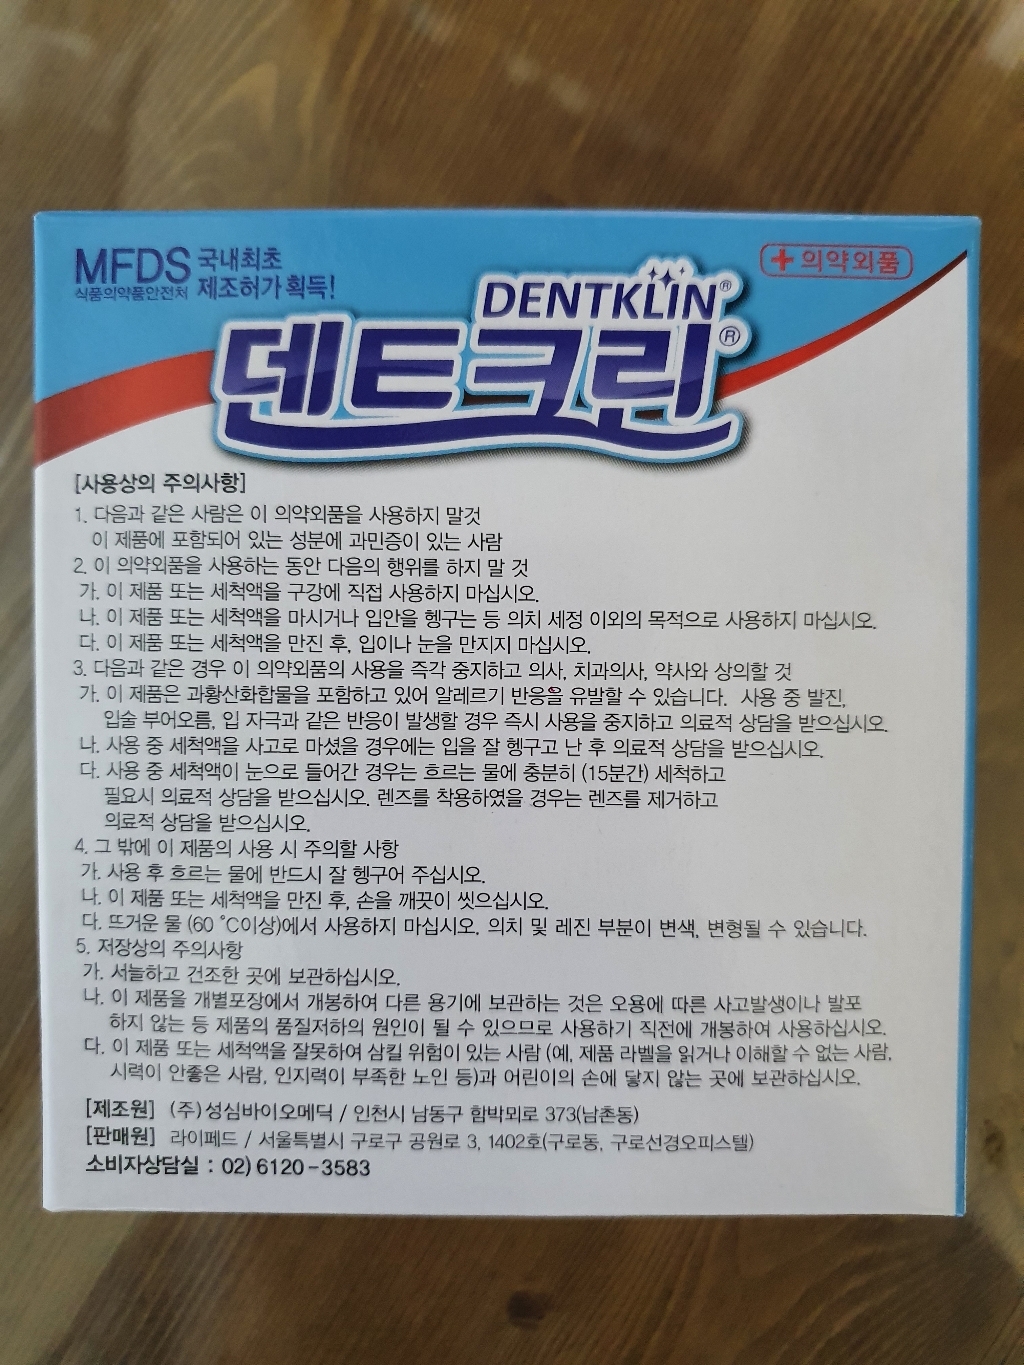 MFDS 국내최초
식품의약품안전처 제조허가 획득!
+ 의약외품
DENTKLIN®
덴트크린®
[사용상의 주의사항]
1. 다음과 같은 사람은 이 의약외품을 사용하지 말것
이 제품에 포함되어 있는 성분에 과민증이 있는 사람
2. 이 의약외품을 사용하는 동안 다음의 행위를 하지 말 것
가. 이 제품 또는 세척액을 구강에 직접 사용하지 마십시오.
나. 이 제품 또는 세척액을 마시거나 입안을 헹구는 등 의치 세정 이외의 목적으로 사용하지 마십시오.
다. 이 제품 또는 세척액을 만진 후, 입이나 눈을 만지지 마십시오.
3. 다음과 같은 경우 이 의약외품의 사용을 즉각 중지하고 의사, 치과의사, 약사와 상의할 것
가. 이 제품은 과황산화합물을 포함하고 있어 알레르기 반응을 유발할 수 있습니다. 사용 중 발진,
입술 부어오름, 입 자극과 같은 반응이 발생할 경우 즉시 사용을 중지하고 의료적 상담을 받으십시오.
나. 사용 중 세척액을 사고로 마셨을 경우에는 입을 잘 헹구고 난 후 의료적 상담을 받으십시오.
다. 사용 중 세척액이 눈으로 들어간 경우는 흐르는 물에 충분히 (15분간) 세척하고
필요시 의료적 상담을 받으십시오. 렌즈를 착용하였을 경우는 렌즈를 제거하고
의료적 상담을 받으십시오.
4. 그 밖에 이 제품의 사용 시 주의할 사항
가. 사용 후 흐르는 물에 반드시 잘 헹구어 주십시오.
나. 이 제품 또는 세척액을 만진 후, 손을 깨끗이 씻으십시오.
다. 뜨거운 물 (60 °C이상)에서 사용하지 마십시오. 의치 및 레진 부분이 변색, 변형될 수 있습니다.
5. 저장상의 주의사항
가. 서늘하고 건조한 곳에 보관하십시오.
나. 이 제품을 개별포장에서 개봉하여 다른 용기에 보관하는 것은 오용에 따른 사고발생이나 발포
하지 않는 등 제품의 품질저하의 원인이 될 수 있으므로 사용하기 직전에 개봉하여 사용하십시오.
다. 이 제품 또는 세척액을 잘못하여 삼킬 위험이 있는 사람 (예, 제품 라벨을 읽거나 이해할 수 없는 사람,
시력이 안좋은 사람, 인지력이 부족한 노인 등)과 어린이의 손에 닿지 않는 곳에 보관하십시오.
[제조원] (주)성심바이오메딕 / 인천시 남동구 함박뫼로 373(남촌동)
[판매원] 라이페드 / 서울특별시 구로구 공원로 3, 1402호(구로동, 구로선경오피스텔)
소비자상담실 : 02) 6120-3583